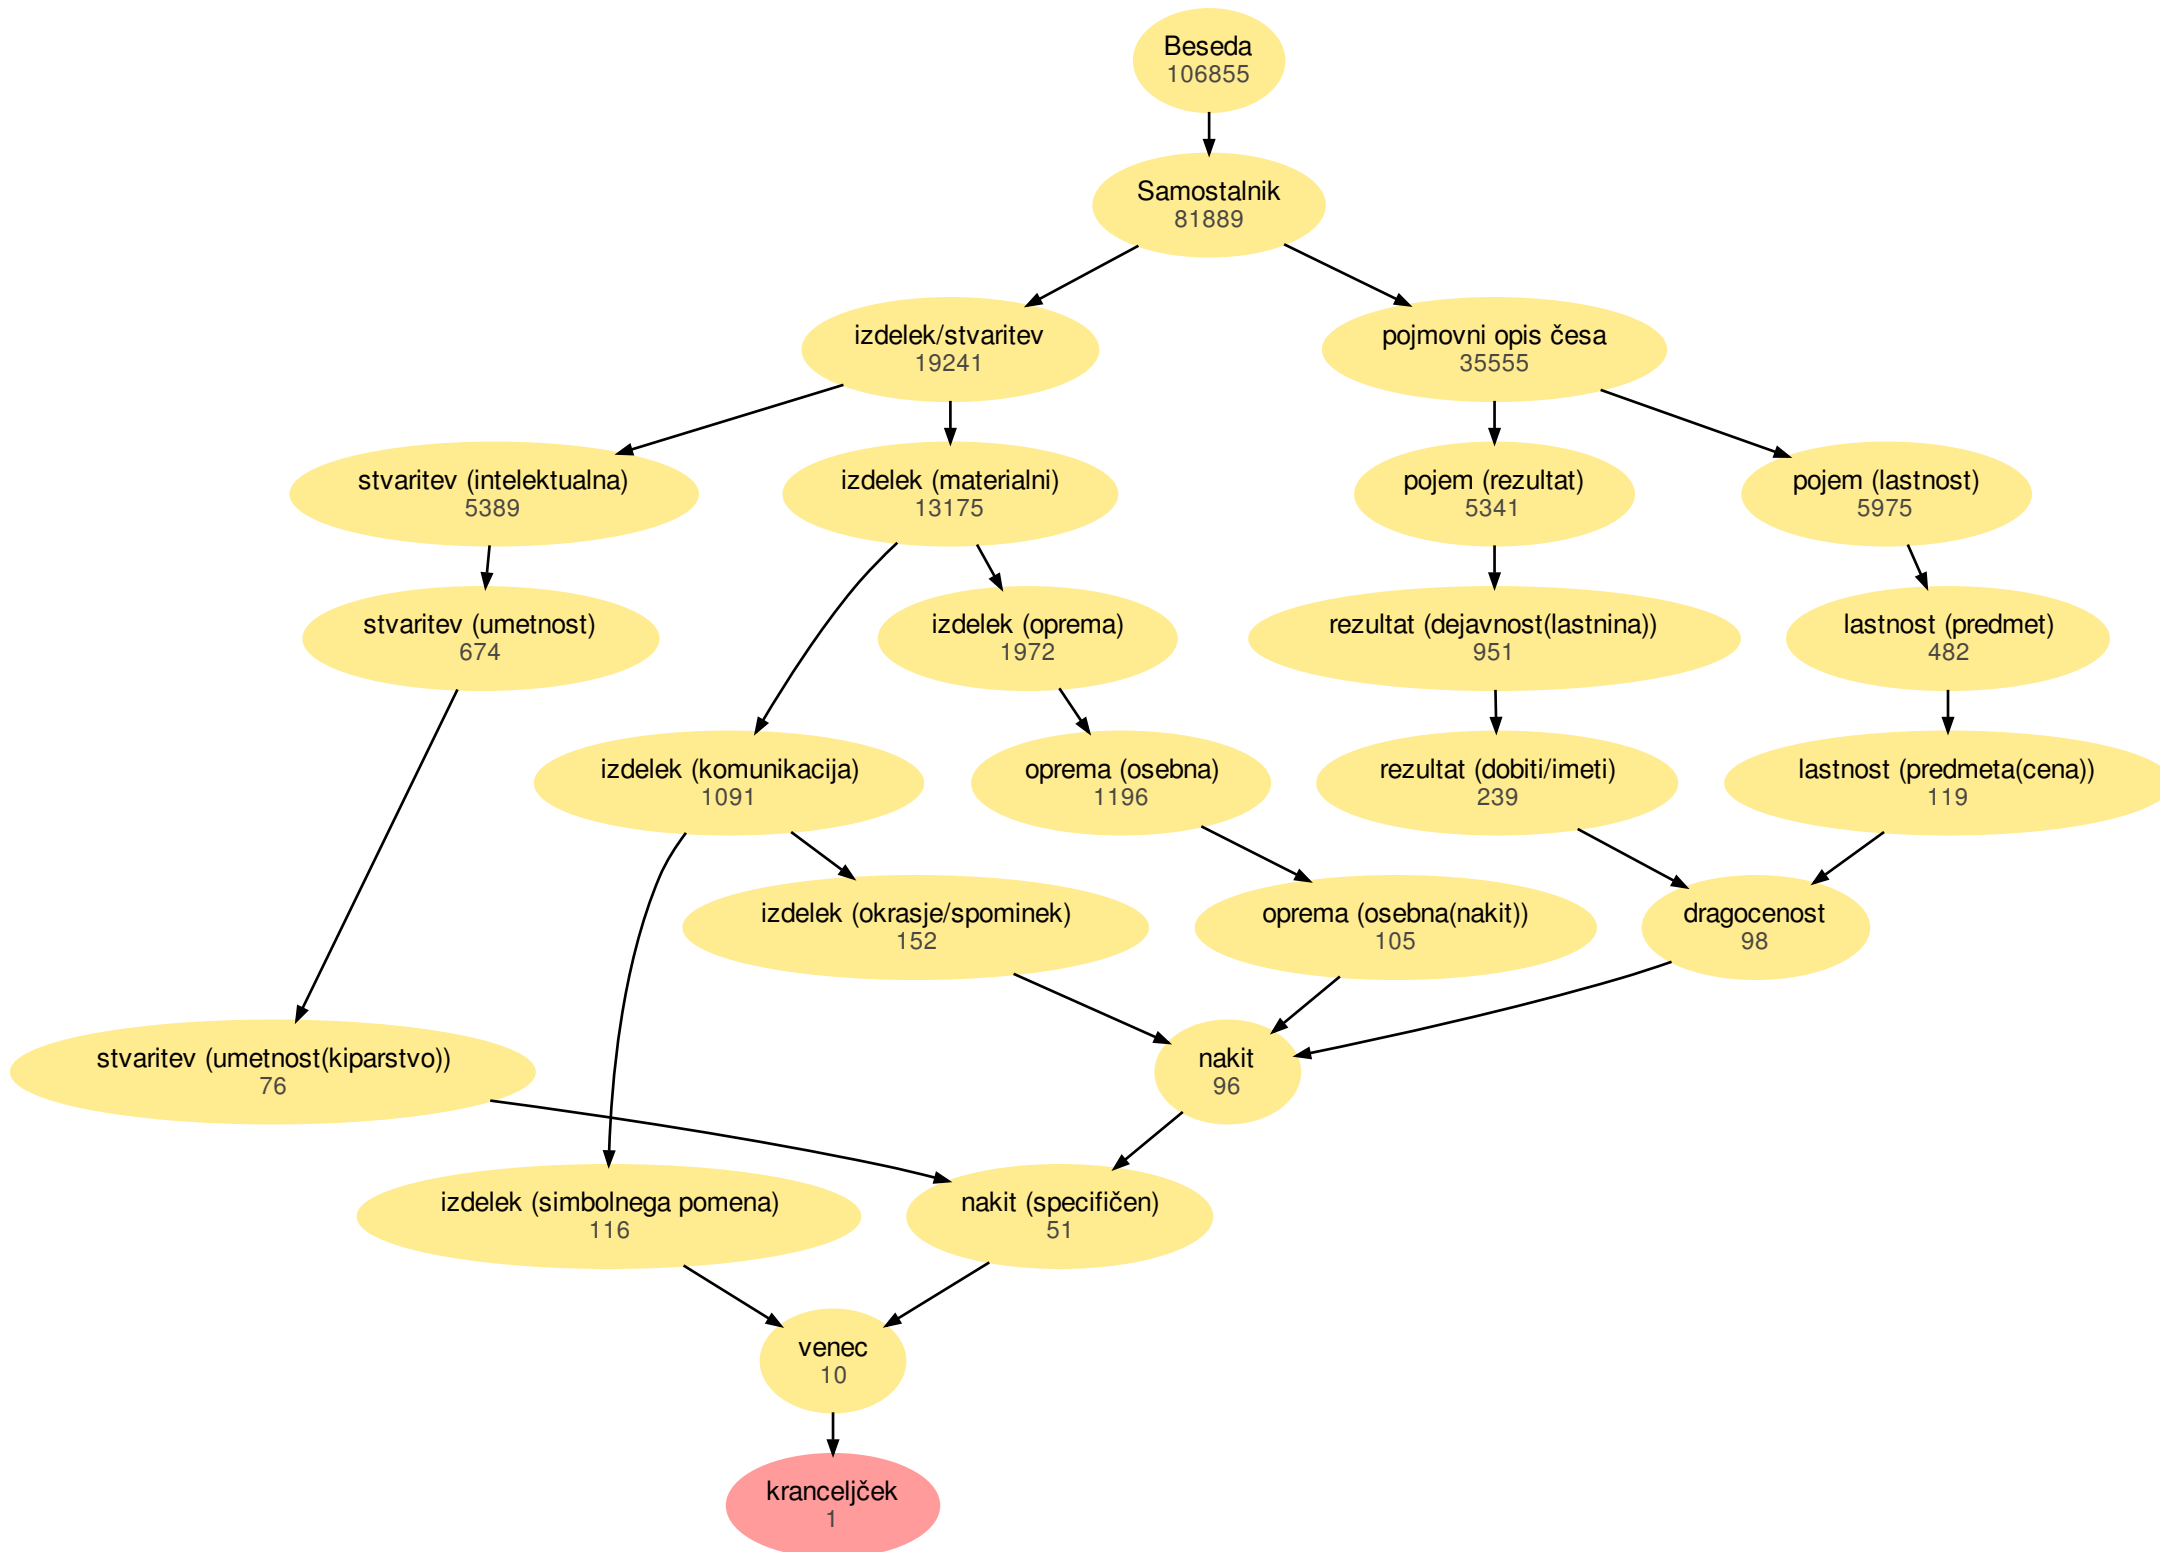 Beseda
106855
Samostalnik
81889
izdelek/stvaritev
19241
pojmovni opis česa
35555
stvaritev (intelektualna)
5389
izdelek (materialni)
13175
pojem (rezultat)
5341
pojem (lastnost)
5975
stvaritev (umetnost)
674
izdelek (oprema)
1972
rezultat (dejavnost(lastnina))
951
lastnost (predmet)
482
izdelek (komunikacija)
1091
oprema (osebna)
1196
rezultat (dobiti/imeti)
239
lastnost (predmeta(cena))
119
izdelek (okrasje/spominek)
152
oprema (osebna(nakit))
105
dragocenost
98
stvaritev (umetnost(kiparstvo))
76
nakit
96
izdelek (simbolnega pomena)
116
nakit (specifičen)
51
venec
10
kranceljček
1